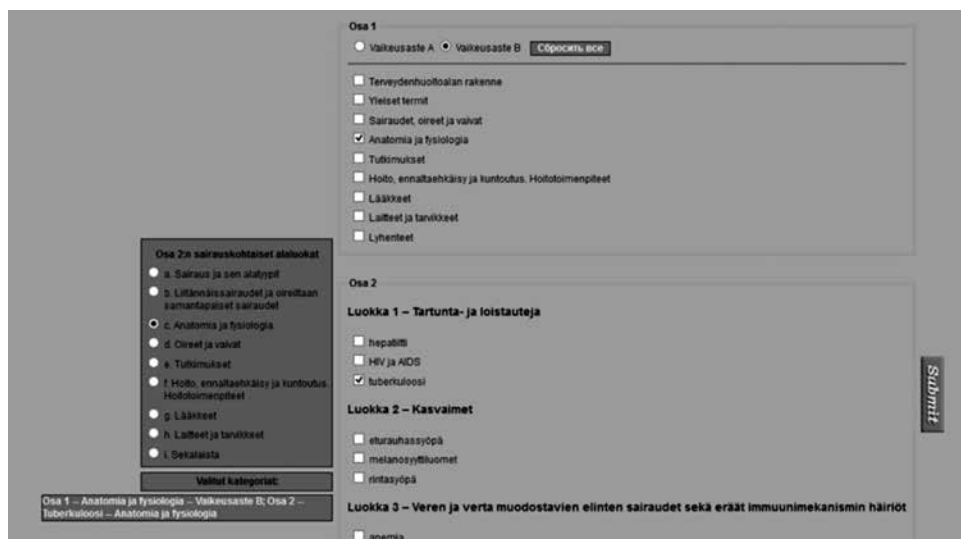 Osa 1
Vaikeusaste A Vaikeusaste B Сбросить все
Terveydenhuoltoalan rakenne
Yleiset termit
Sairaudet, oireet ja vaivat
Anatomia ja fysiologia
Tutkimukset
Hoito, ennaltaehkäisy ja kuntoutus. Hoitotoimenpiteet
Lääkkeet
Laitteet ja tarvikkeet
Lyhenteet
Osa 2:n sairauskohtaiset alaluokat
a. Sairaus ja sen alatyypit
b. Liitännäissairaudet ja oireiltaan
samantapaiset sairaudet
c. Anatomia ja fysiologia
d. Oireet ja vaivat
e. Tutkimukset
f. Hoito, ennaltaehkäisy ja kuntoutus.
Hoitotoimenpiteet
g. Lääkkeet
h. Laitteet ja tarvikkeet
i. Sekalaista
Valitut kategoriat:
Osa 1 – Anatomia ja fysiologia – Vaikeusaste B; Osa 2 –
Tuberkuloosi – Anatomia ja fysiologia
Osa 2
Luokka 1 – Tartunta- ja loistauteja
hepatiitti
HIV ja AIDS
tuberkuloosi
Luokka 2 – Kasvaimet
eturauhassyöpä
melanosyyttiluomet
rintasyöpä
Luokka 3 – Veren ja verta muodostavien elinten sairaudet sekä eräät immuunimekanismin häiriöt
anemia
Submit